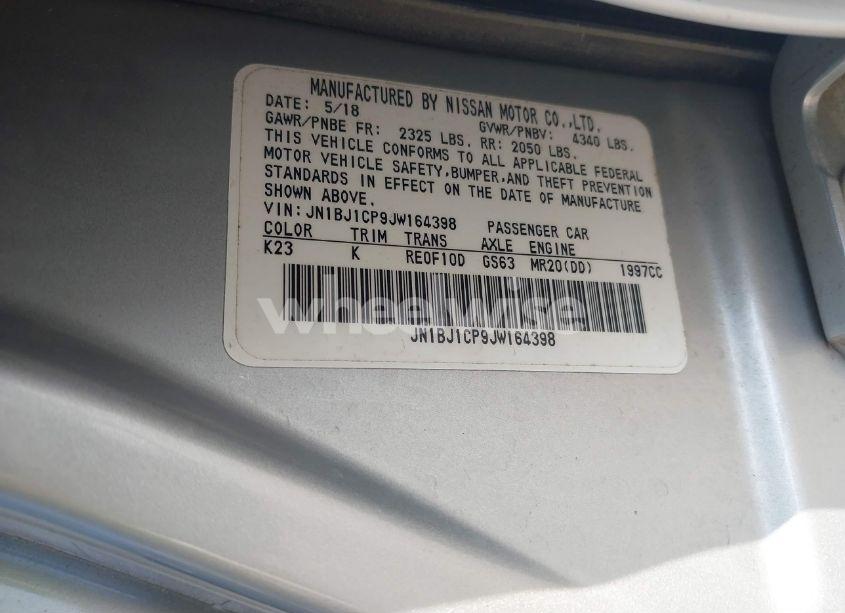 MANUFACTURED BY NISSAN MOTOR CO.,LTD.
DATE: 5/18 GVWR/PNBV: 4340 LBS.
GAWR/PNBE FR: 2325 LBS. RR: 2050 LBS.
THIS VEHICLE CONFORMS TO ALL APPLICABLE FEDERAL
MOTOR VEHICLE SAFETY,BUMPER,AND THEFT PREVENTION
STANDARDS IN EFFECT ON THE DATE OF MANUFACTURE
SHOWN ABOVE.
VIN:JN1BJ1CP9JW164398 PASSENGER CAR
COLOR TRIM TRANS AXLE ENGINE
K23 K RE0F10D GS63 MR20(DD) 1997CC
wheelwise
JN1BJ1CP9JW164398